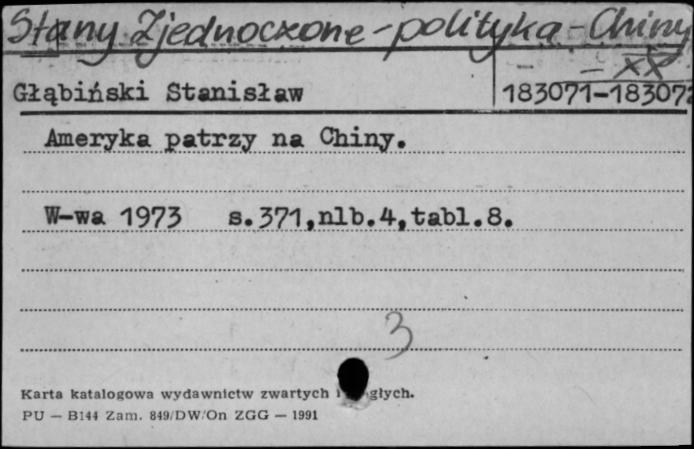 Stany Zjednoczone - polityka - Chiny
XX
Głąbiński Stanisław
183071-183072
Ameryka patrzy na Chiny.
W-wa 1973 s.371,nlb.4,tabl.8.
3
Karta katalogowa wydawnictw zwartych i
PU — B144 Zam. 849/DW/On ZGG — 1991